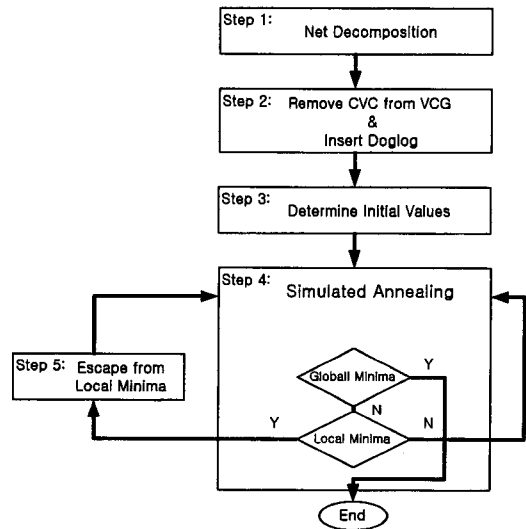 Step 1:
Net Decomposition
Step 2:
Remove CVC from VCG
&
Insert Doglog
Step 3:
Determine Initial Values
Step 4:
Simulated Annealing
Step 5: Escape from
Local Minima
Globall Minima
Y
N
Y
Local Minima
N
End